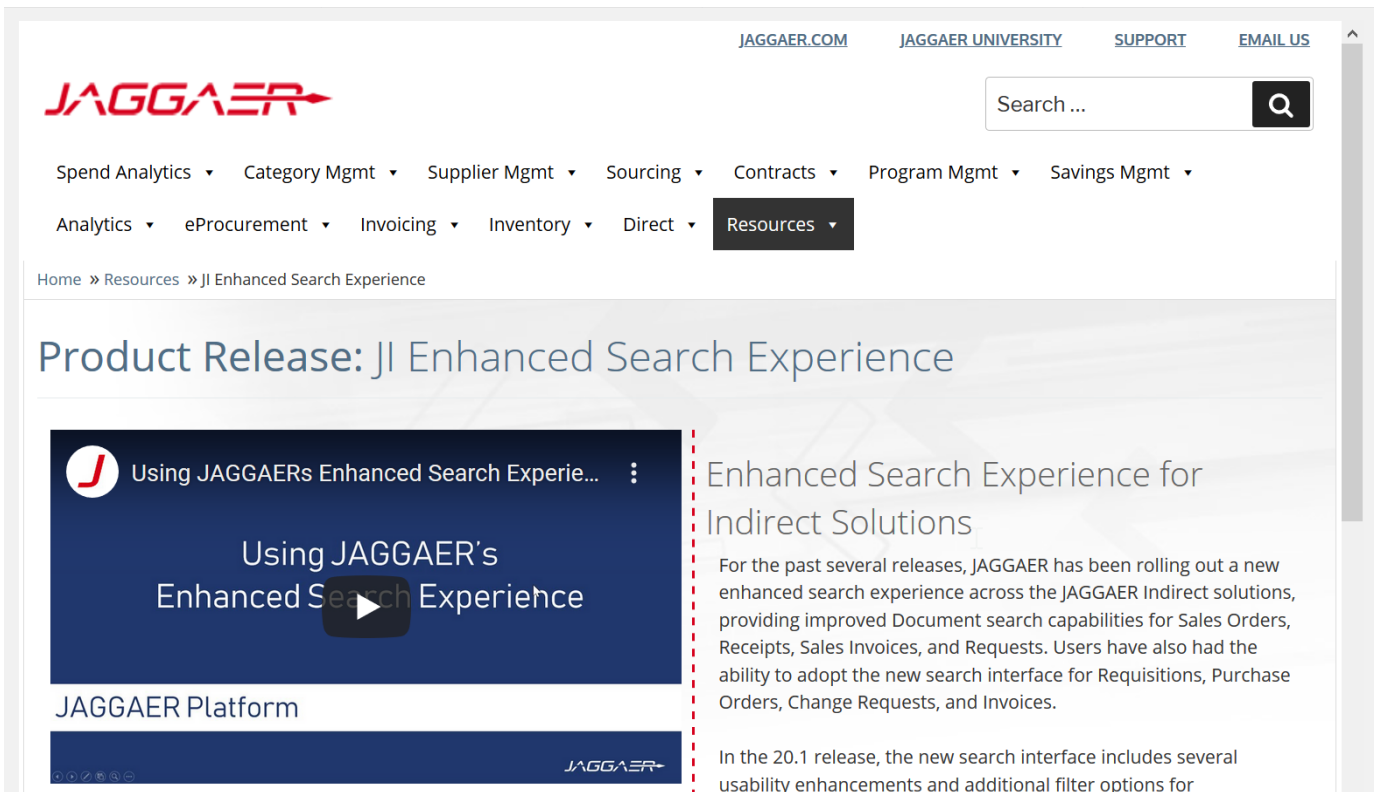 JAGGAER.COM JAGGAER UNIVERSITY SUPPORT EMAIL US
JAGGAER
Search ...
Spend Analytics Category Mgmt Supplier Mgmt Sourcing Contracts Program Mgmt Savings Mgmt
Analytics eProcurement Invoicing Inventory Direct Resources
Home » Resources » JI Enhanced Search Experience
Product Release: JI Enhanced Search Experience
J Using JAGGAERs Enhanced Search Experie...
Using JAGGAER's
Enhanced Search Experience
JAGGAER Platform
JAGGAER
Enhanced Search Experience for
Indirect Solutions
For the past several releases, JAGGAER has been rolling out a new
enhanced search experience across the JAGGAER Indirect solutions,
providing improved Document search capabilities for Sales Orders,
Receipts, Sales Invoices, and Requests. Users have also had the
ability to adopt the new search interface for Requisitions, Purchase
Orders, Change Requests, and Invoices.
In the 20.1 release, the new search interface includes several
usability enhancements and additional filter options for